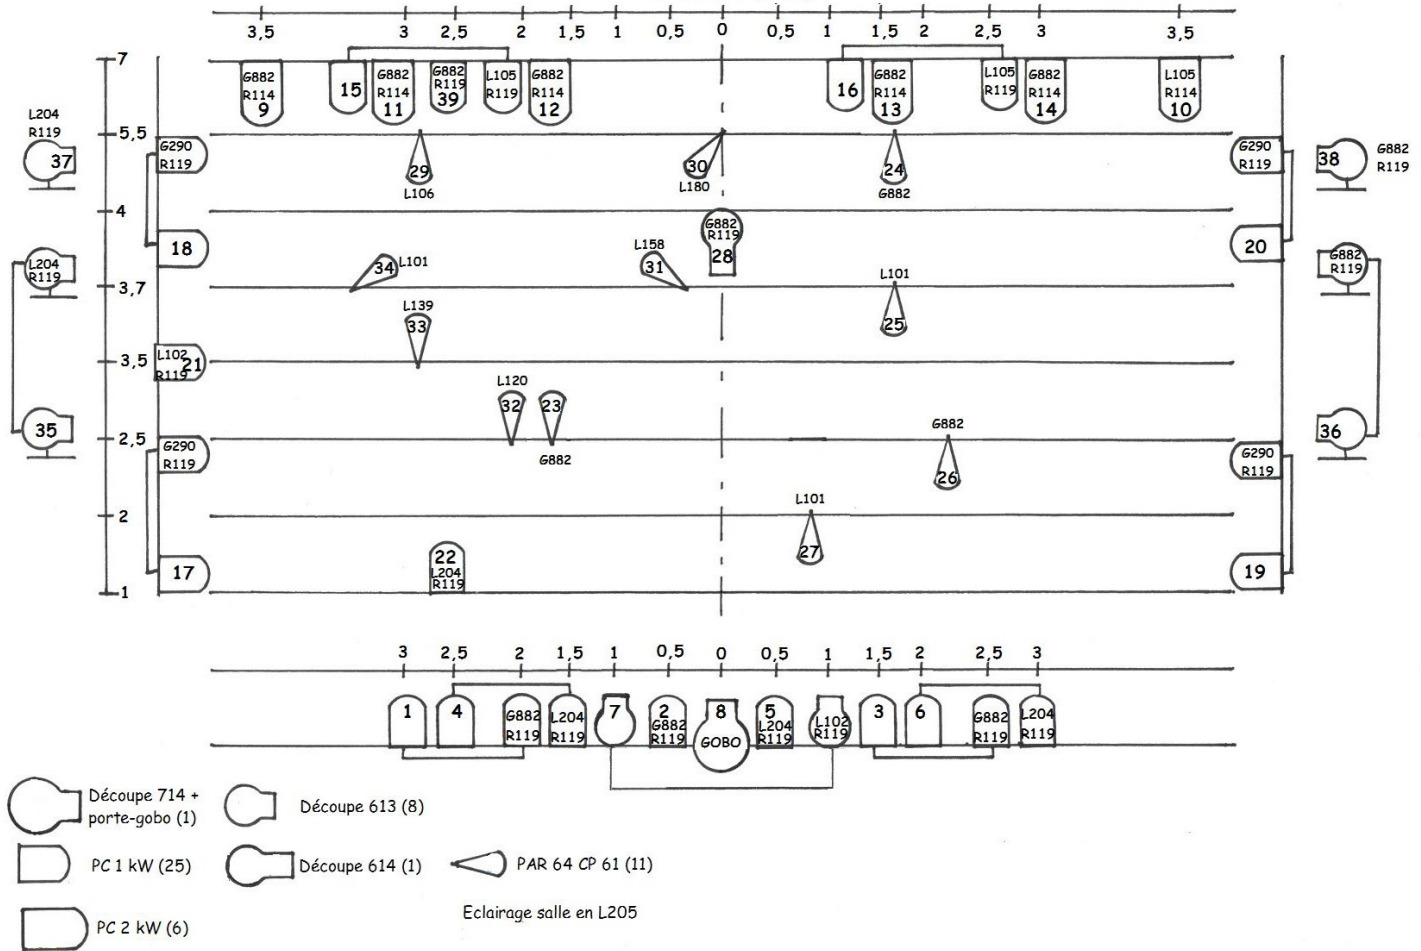 3,5 3 2,5 2 1,5 1 0,5 0 0,5 1 1,5 2 2,5 3 3,5
7
G882
R114
9
15
G882
R114
11
G882
R119
39
L105
R119
G882
R114
12
16
G882
R114
13
L105
R119
G882
R114
14
L105
R114
10
5,5
L204
R119
37
G290
R119
29
L106
30
L180
24
G882
G290
R119
38
G882
R119
4
18
G882
R119
28
20
L204
R119
34 L101
L158
31
G882
R119
3,7
L139
33
L101
25
3,5
L102
21
R119
L120
32
23
35
36
2,5
G290
R119
G882
G882
26
G290
R119
2
L101
27
17
22
L204
R119
19
1
3 2,5 2 1,5 1 0,5 0 0,5 1 1,5 2 2,5 3
1
4
G882
R119
L204
R119
7
2
G882
R119
8
GOBO
5
L204
R119
L102
R119
3
6
G882
R119
L204
R119
Découpe 714 +
porte-gobo (1)
Découpe 613 (8)
PC 1 kW (25)
Découpe 614 (1)
PAR 64 CP 61 (11)
PC 2 kW (6)
Eclairage salle en L205